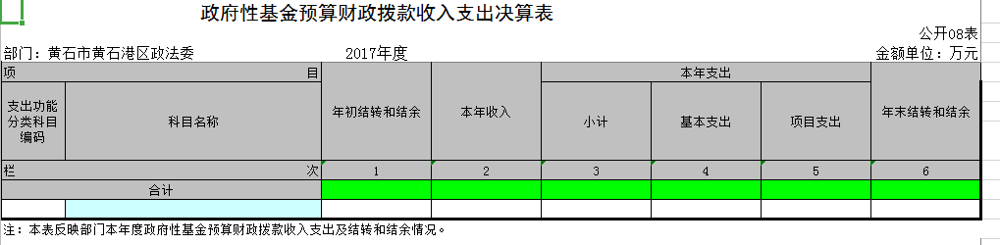 政府性基金预算财政拨款收入支出决算表
公开08表
部门：黄石市黄石港区政法委 2017年度 金额单位：万元
项 目 年初结转和结余 本年收入 本年支出 年末结转和结余
支出功能
分类科目
编码
科目名称 小计 基本支出 项目支出
栏 次 1 2 3 4 5 6
合计
注：本表反映部门本年度政府性基金预算财政拨款收入支出及结转和结余情况。